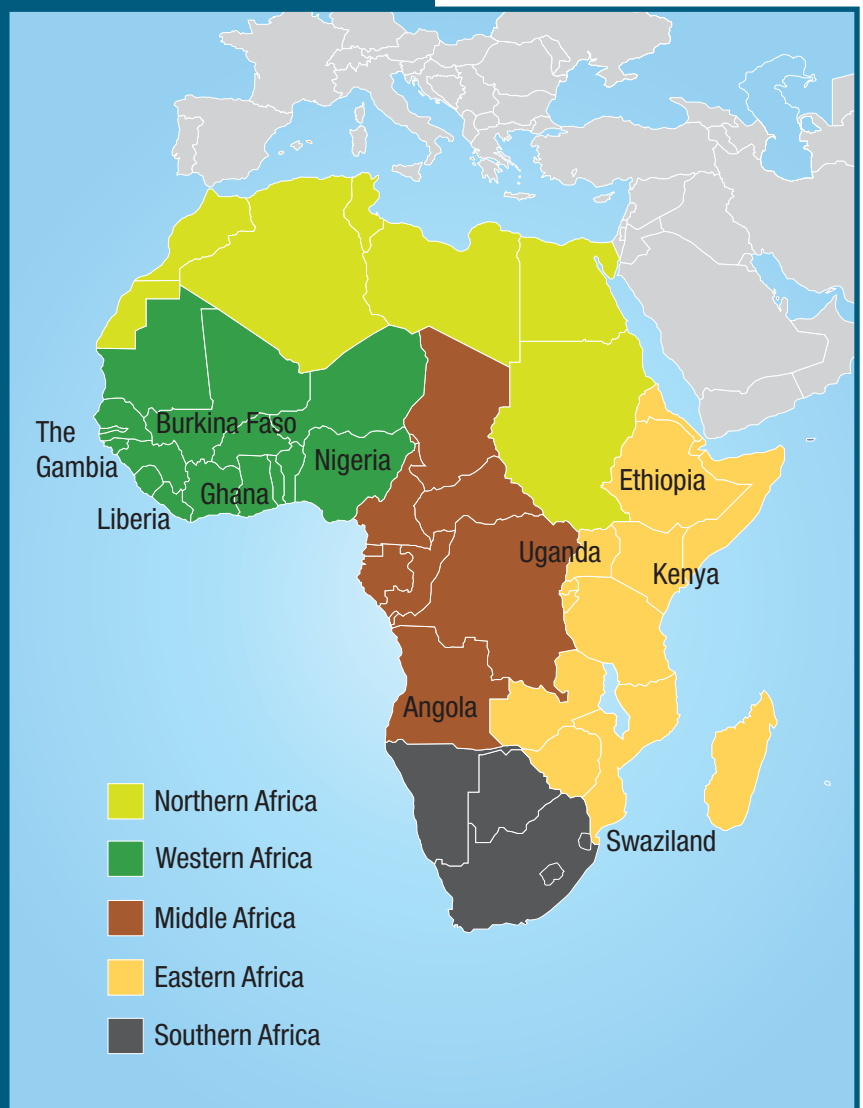 Burkina Faso
The
Gambia
Nigeria
Ghana
Liberia
Ethiopia
Uganda
Kenya
Angola
Swaziland
Northern Africa
Western Africa
Middle Africa
Eastern Africa
Southern Africa